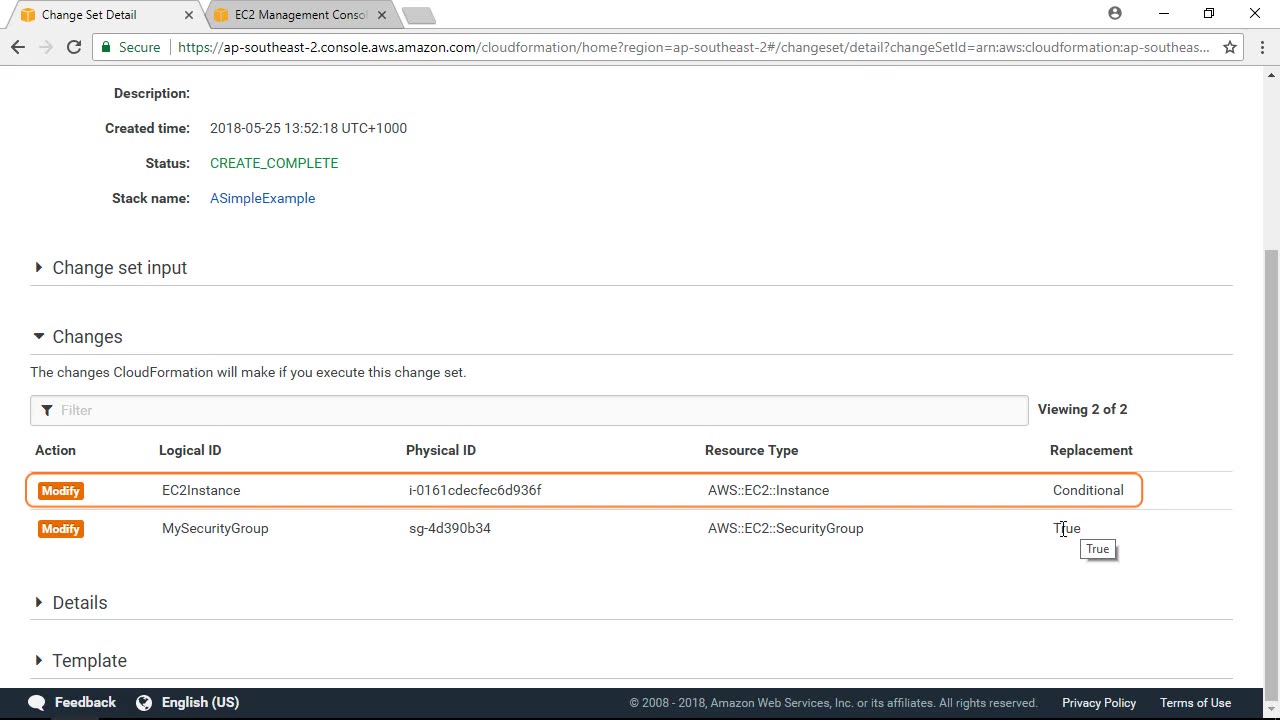 Change Set Detail
EC2 Management Conso
Secure
https://ap-southeast-2.console.aws.amazon.com/cloudformation/home?region=ap-southeast-2#/changeset/detail?changeSetId=arn:aws:cloudformation:ap-southeas...
Description:
Created time: 2018-05-25 13:52:18 UTC+1000
Status: CREATE_COMPLETE
Stack name: ASimpleExample
Change set input
Changes
The changes CloudFormation will make if you execute this change set.
Filter
Viewing 2 of 2
Action Logical ID Physical ID Resource Type Replacement
Modify EC2Instance i-0161cdecfec6d936f AWS::EC2::Instance Conditional
Modify MySecurityGroup sg-4d390b34 AWS::EC2::SecurityGroup True
True
Details
Template
Feedback English (US) © 2008 - 2018, Amazon Web Services, Inc. or its affiliates. All rights reserved. Privacy Policy Terms of Use